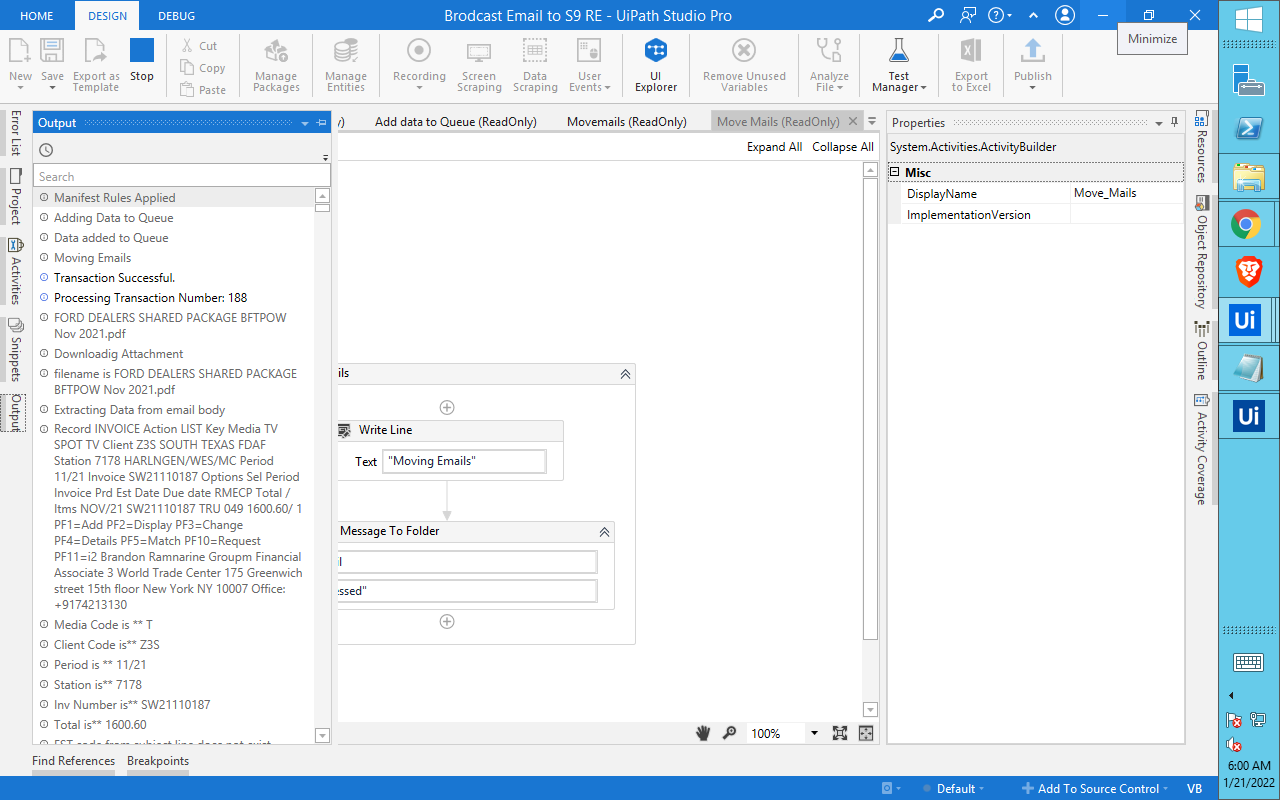 HOME
DESIGN
DEBUG
Brodcast Email to S9 RE - UiPath Studio Pro
Minimize
New
Save
Export as
Template
Stop
Cut
Copy
Paste
Manage
Packages
Manage
Entities
Recording
Screen
Scraping
Data
Scraping
User
Events
UI
Explorer
Remove Unused
Variables
Analyze
File
Test
Manager
Export
to Excel
Publish
Error List
Project
Activities
Snippets
Output
Output
Search
Manifest Rules Applied
Adding Data to Queue
Data added to Queue
Moving Emails
Transaction Successful.
Processing Transaction Number: 188
FORD DEALERS SHARED PACKAGE BFTPOW
Nov 2021.pdf
Downloadig Attachment
filename is FORD DEALERS SHARED PACKAGE
BFTPOW Nov 2021.pdf
Extracting Data from email body
Record INVOICE Action LIST Key Media TV
SPOT TV Client Z3S SOUTH TEXAS FDAF
Station 7178 HARLNGEN/WES/MC Period
11/21 Invoice SW21110187 Options Sel Period
Invoice Prd Est Date Due date RMECP Total /
Itms NOV/21 SW21110187 TRU 049 1600.60/ 1
PF1=Add PF2=Display PF3=Change
PF4=Details PF5=Match PF10=Request
PF11=i2 Brandon Ramnarine Groupm Financial
Associate 3 World Trade Center 175 Greenwich
street 15th floor New York NY 10007 Office:
+9174213130
Media Code is ** T
Client Code is** Z3S
Period is ** 11/21
Station is** 7178
Inv Number is** SW21110187
Total is** 1600.60
EST code from subject line does not exist
Find References
Breakpoints
y)
Add data to Queue (ReadOnly)
Movemails (ReadOnly)
Move Mails (ReadOnly)
Expand All
Collapse All
ils
Write Line
Text
"Moving Emails"
Message To Folder
il
essed"
100%
Properties
System.Activities.ActivityBuilder
Misc
DisplayName
Move_Mails
ImplementationVersion
Resources
Object Repository
Outline
Activity Coverage
Default
Add To Source Control
VB
Ui
Ui
6:00 AM
1/21/2022